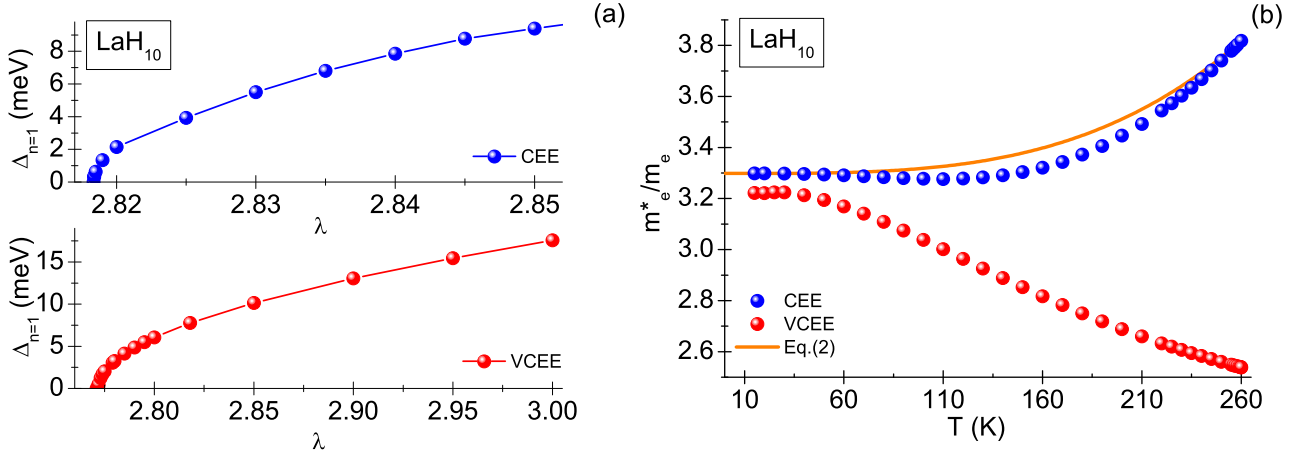 (a)
LaH10
Δn=1 (meV)
10
8
6
4
2
0
CEE
2.82 2.83 2.84 2.85
λ
Δn=1 (meV)
15
10
5
0
VCEE
2.80 2.85 2.90 2.95 3.00
λ
(b)
LaH10
m*e/me
3.8
3.6
3.4
3.2
3.0
2.8
2.6
CEE
VCEE
Eq.(2)
10 60 110 160 210 260
T (K)